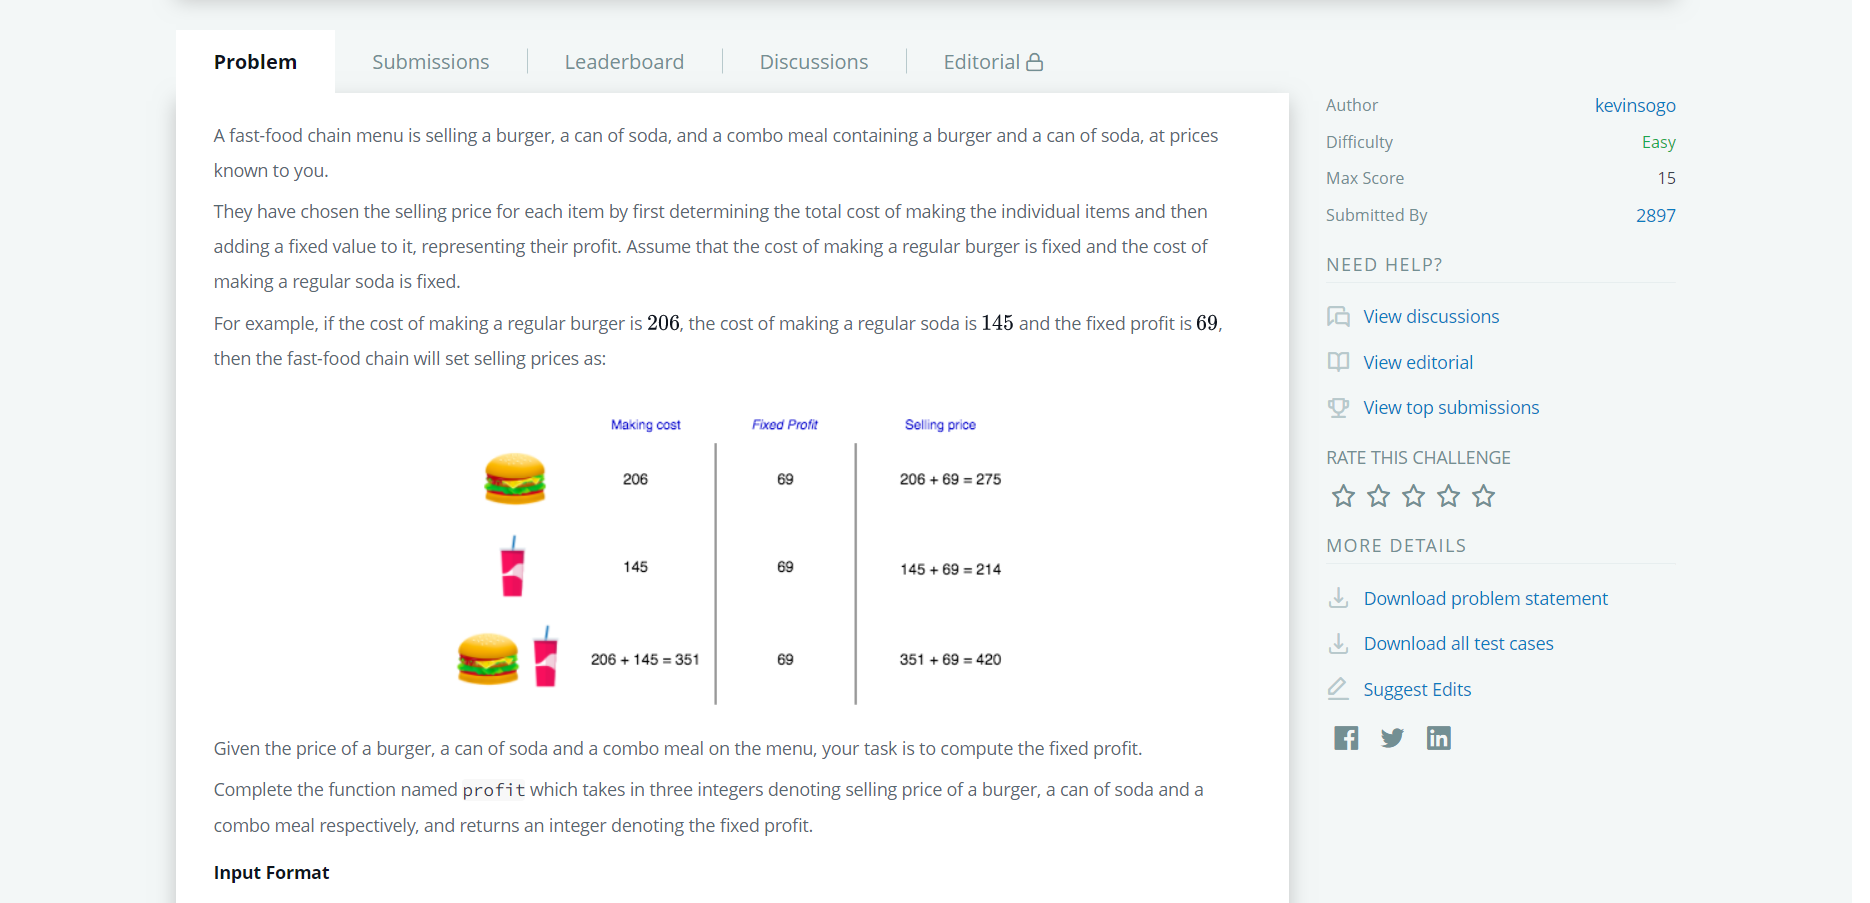 Problem
Submissions
Leaderboard
Discussions
Editorial
A fast-food chain menu is selling a burger, a can of soda, and a combo meal containing a burger and a can of soda, at prices
known to you.
They have chosen the selling price for each item by first determining the total cost of making the individual items and then
adding a fixed value to it, representing their profit. Assume that the cost of making a regular burger is fixed and the cost of
making a regular soda is fixed.
For example, if the cost of making a regular burger is 206, the cost of making a regular soda is 145 and the fixed profit is 69,
then the fast-food chain will set selling prices as:
Making cost Fixed Profit Selling price
206 69 206 + 69 = 275
145 69 145 + 69 = 214
206 + 145 = 351 69 351 + 69 = 420
Given the price of a burger, a can of soda and a combo meal on the menu, your task is to compute the fixed profit.
Complete the function named profit which takes in three integers denoting selling price of a burger, a can of soda and a
combo meal respectively, and returns an integer denoting the fixed profit.
Input Format
Author kevinsogo
Difficulty Easy
Max Score 15
Submitted By 2897
NEED HELP?
View discussions
View editorial
View top submissions
RATE THIS CHALLENGE
MORE DETAILS
Download problem statement
Download all test cases
Suggest Edits